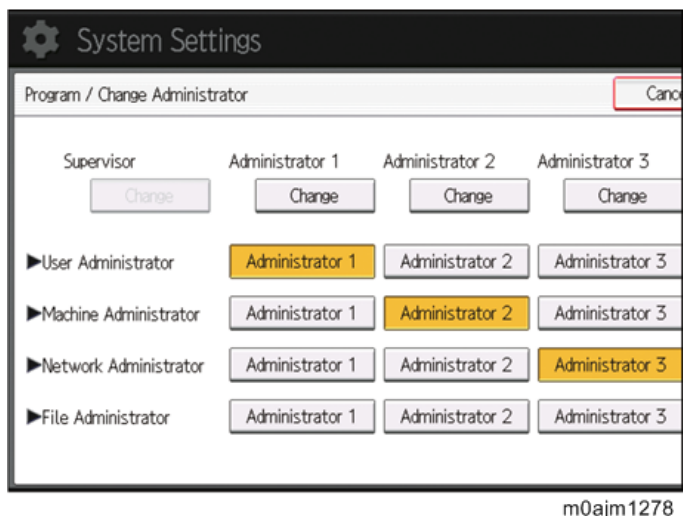 System Settings
Program / Change Administrator Canc
Supervisor Administrator 1 Administrator 2 Administrator 3
Change Change Change Change
▶User Administrator Administrator 1 Administrator 2 Administrator 3
▶Machine Administrator Administrator 1 Administrator 2 Administrator 3
▶Network Administrator Administrator 1 Administrator 2 Administrator 3
▶File Administrator Administrator 1 Administrator 2 Administrator 3
m0ajm1278